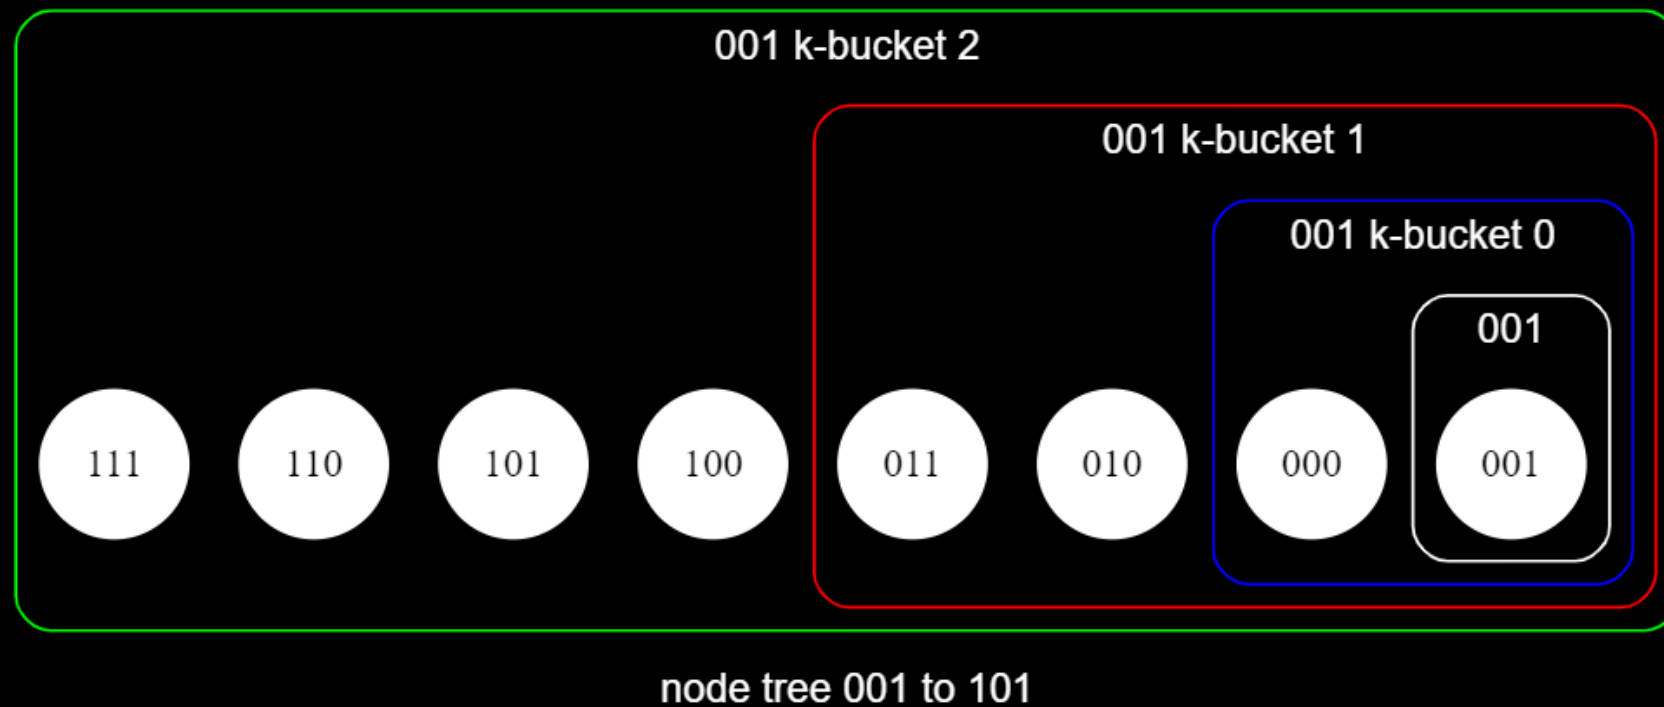 001 k-bucket 2
001 k-bucket 1
001 k-bucket 0
001
111 110 101 100 011 010 000 001
node tree 001 to 101